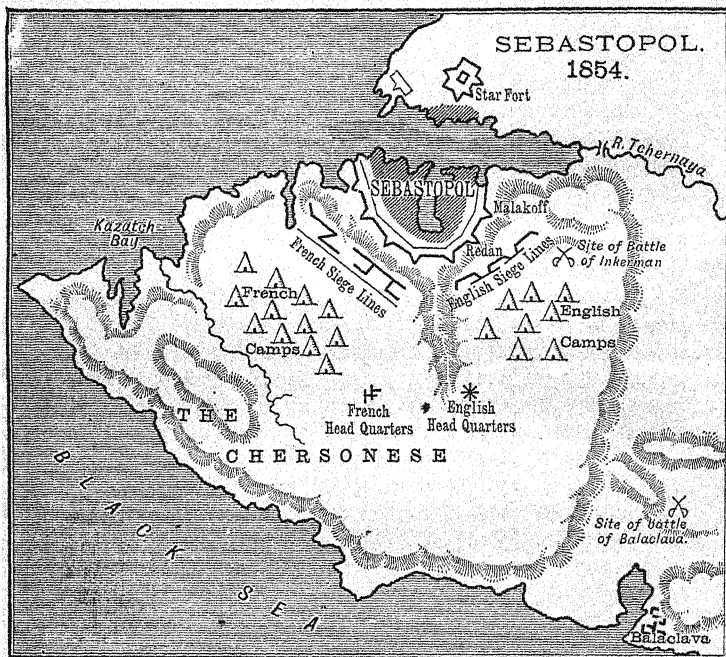 SEBASTOPOL.
1854.
Star Fort
R. Tchernaya
SEBASTOPOL
Malakoff
Kazatch
Bay
Redan
French Siege Lines
English Siege Lines
Site of Battle
of Inkerman
French
Camps
English
Camps
THE
CHERSONESE
French
Head Quarters
English
Head Quarters
Site of battle
of Balaclava.
BLACK SEA
Balaclava